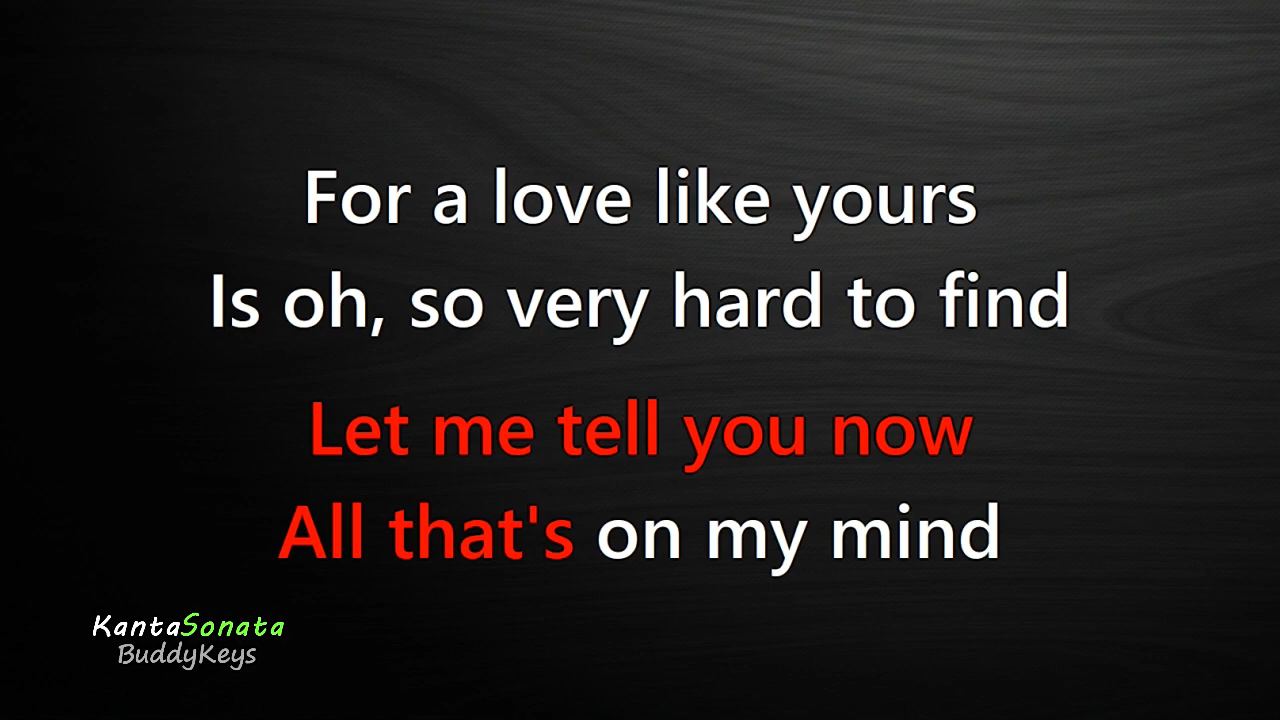 For a love like yours
Is oh, so very hard to find
Let me tell you now
All that's on my mind
KantaSonata
BuddyKeys